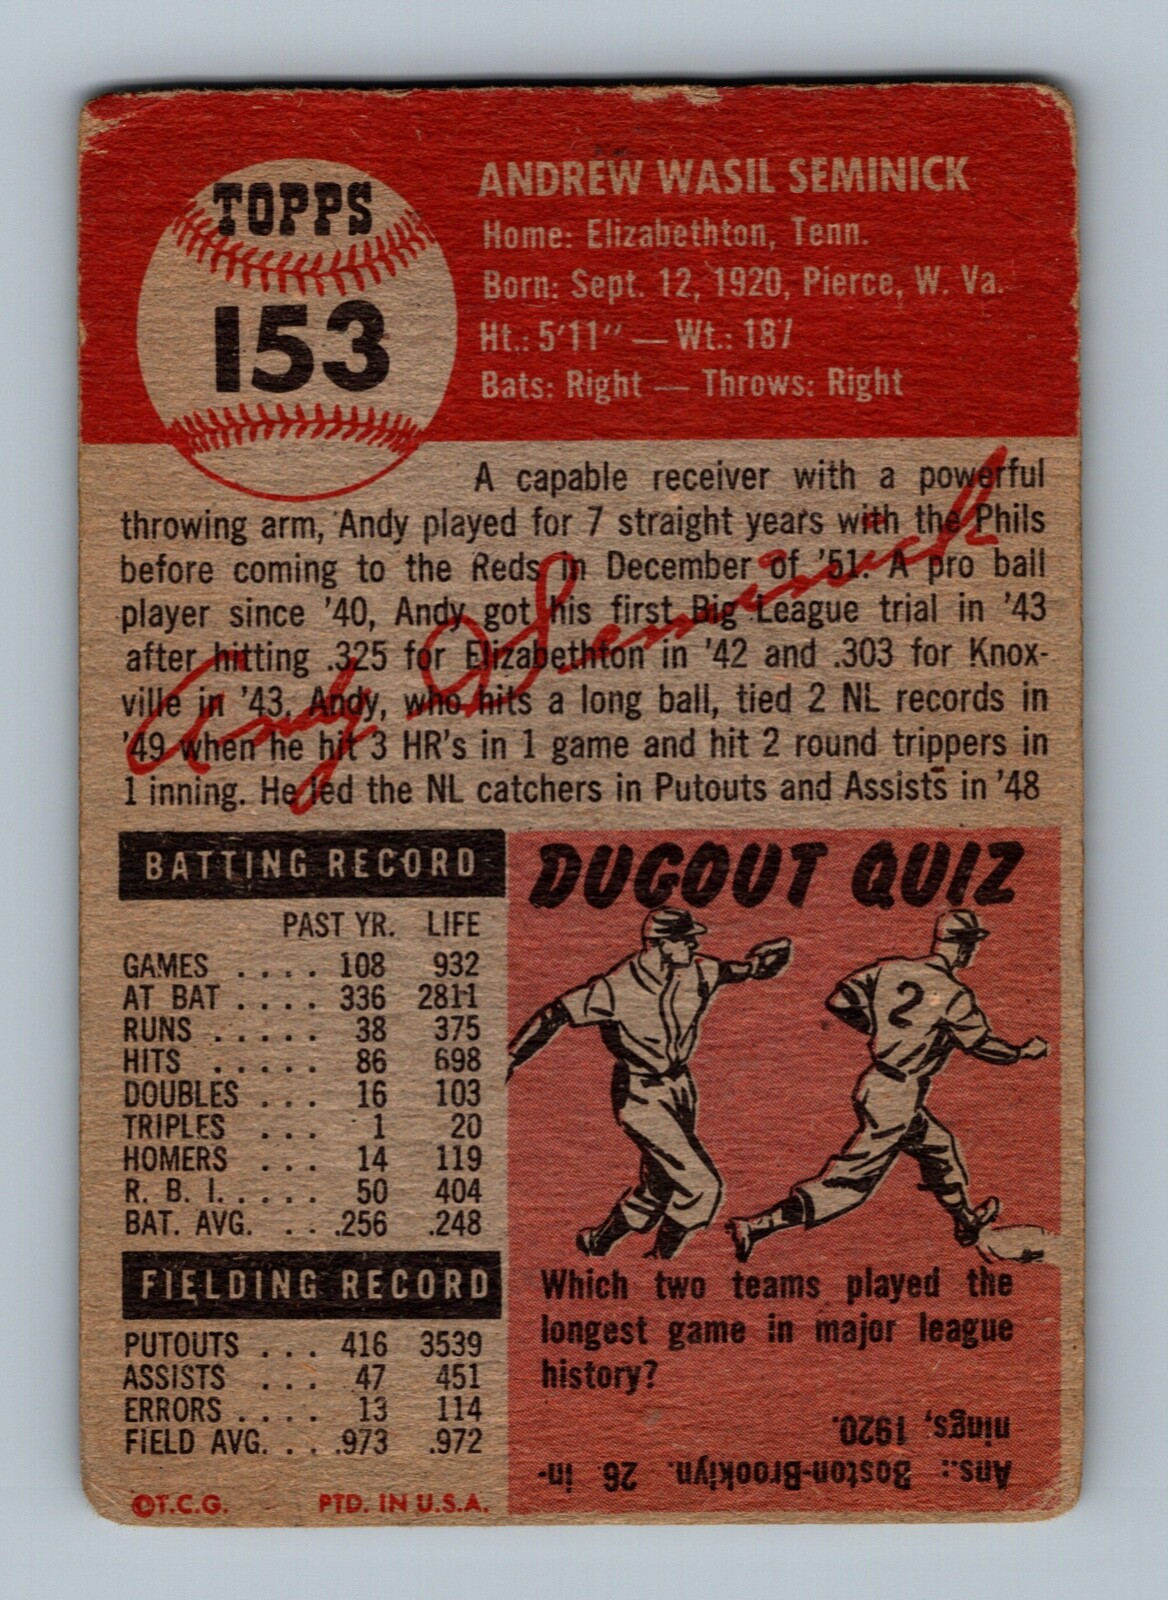 TOPPS
153
ANDREW WASIL SEMINICK
Home: Elizabethton, Tenn.
Born: Sept. 12, 1920, Pierce, W. Va.
Ht.: 5'11" — Wt.: 187
Bats: Right — Throws: Right
A capable receiver with a powerful
throwing arm, Andy played for 7 straight years with the Phils
before coming to the Reds in December of '51. A pro ball
player since '40, Andy got his first Big League trial in '43
after hitting .325 for Elizabethton in '42 and .303 for Knox-
ville in '43. Andy, who hits a long ball, tied 2 NL records in
'49 when he hit 3 HR's in 1 game and hit 2 round trippers in
1 inning. He led the NL catchers in Putouts and Assists in '48
Andy Seminick
BATTING RECORD
PAST YR. LIFE
GAMES .... 108 932
AT BAT .... 336 2811
RUNS ..... 38 375
HITS ..... 86 698
DOUBLES ... 16 103
TRIPLES ... 1 20
HOMERS ... 14 119
R. B. I. .... 50 404
BAT. AVG. ... .256 .248
FIELDING RECORD
PUTOUTS ... 416 3539
ASSISTS ... 47 451
ERRORS .... 13 114
FIELD AVG. .. .973 .972
©T.C.G. PTD. IN U.S.A.
DUGOUT QUIZ
2
Which two teams played the
longest game in major league
history?
Ans.: Boston-Brooklyn. 26 in-
nings, 1920.